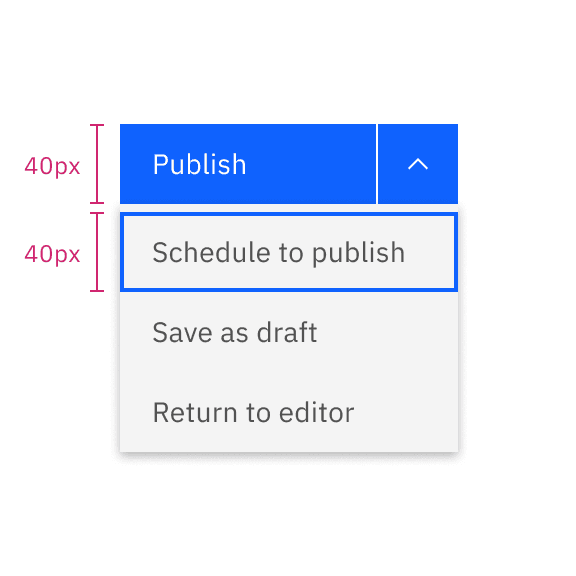 40px
Publish
40px
Schedule to publish
Save as draft
Return to editor